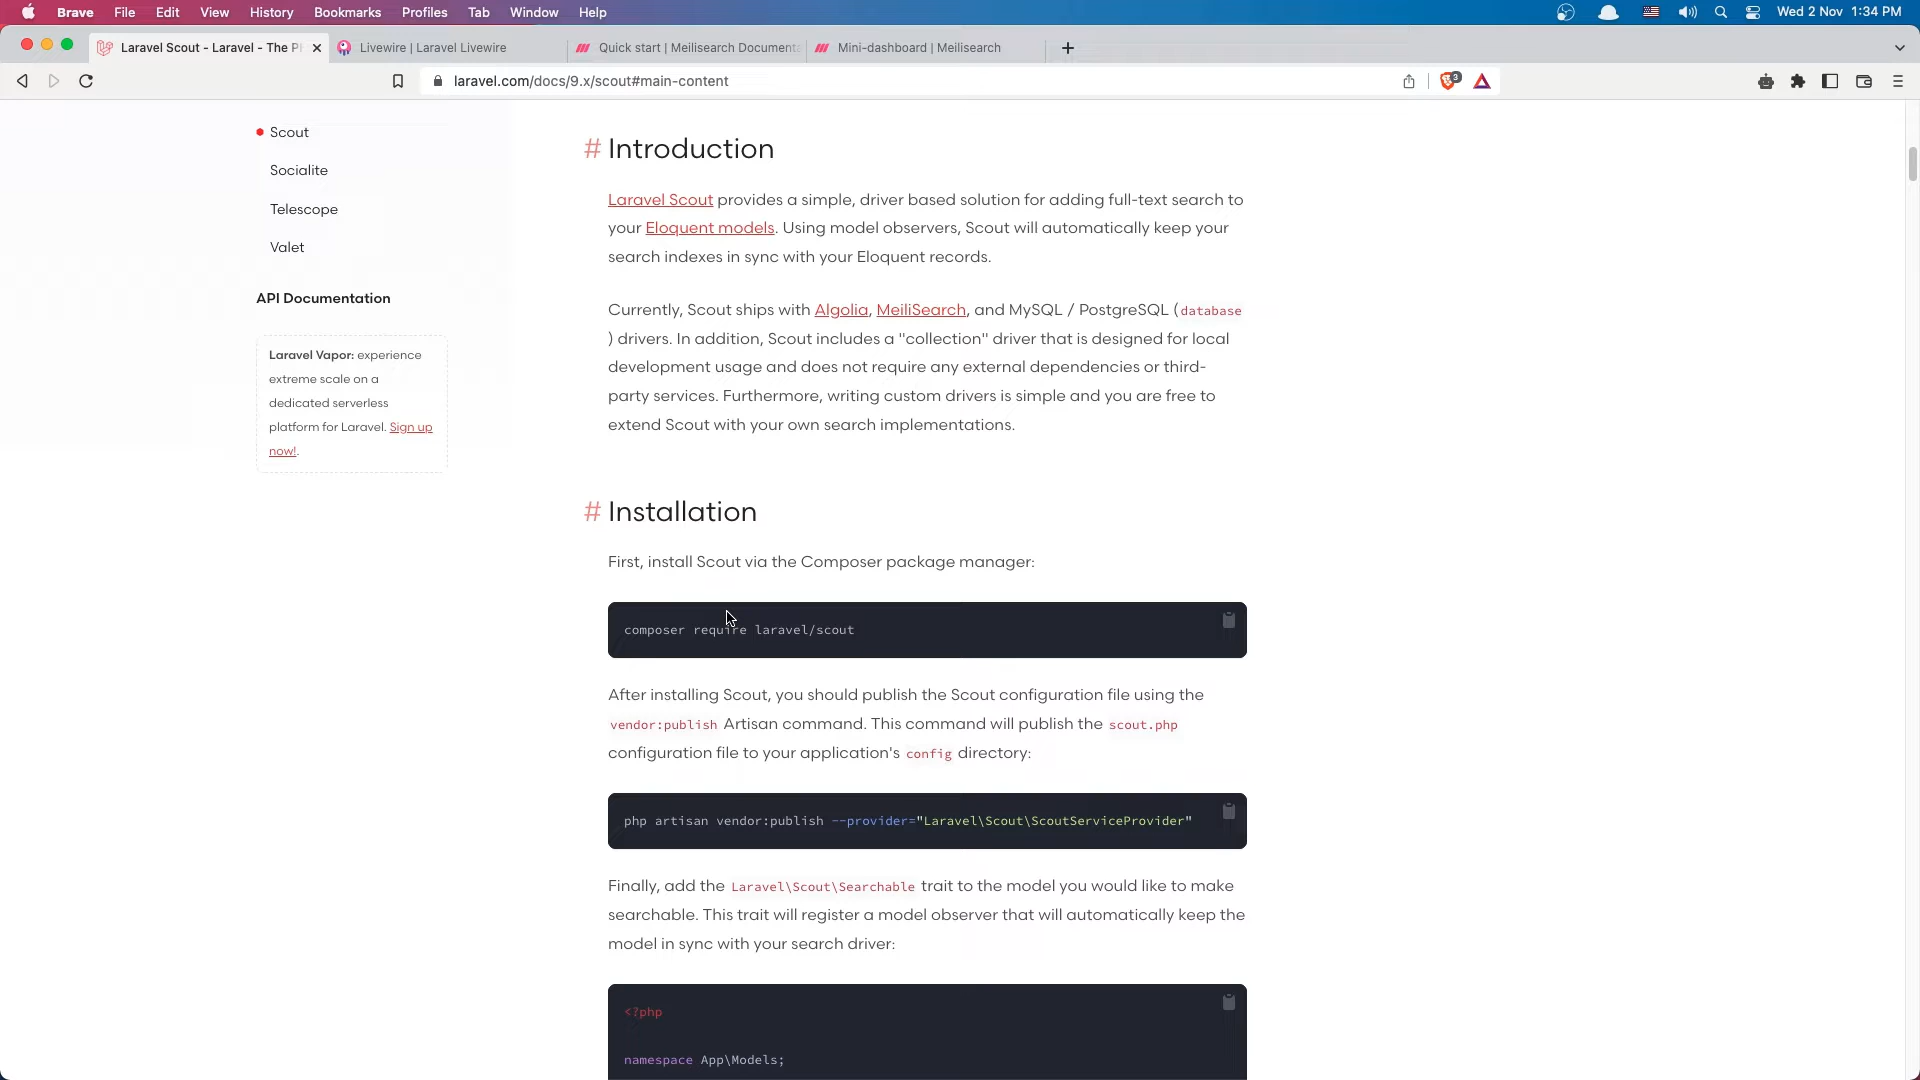 Brave File Edit View History Bookmarks Profiles Tab Window Help Wed 2 Nov 1:34 PM
Laravel Scout - Laravel - The P Livewire | Laravel Livewire Quick start | Meilisearch Documenta Mini-dashboard | Meilisearch
laravel.com/docs/9.x/scout#main-content 3
Scout
Socialite
Telescope
Valet
API Documentation
Laravel Vapor: experience
extreme scale on a
dedicated serverless
platform for Laravel. Sign up
now!.
# Introduction
Laravel Scout provides a simple, driver based solution for adding full-text search to
your Eloquent models. Using model observers, Scout will automatically keep your
search indexes in sync with your Eloquent records.
Currently, Scout ships with Algolia, MeiliSearch, and MySQL / PostgreSQL (database
) drivers. In addition, Scout includes a "collection" driver that is designed for local
development usage and does not require any external dependencies or third-
party services. Furthermore, writing custom drivers is simple and you are free to
extend Scout with your own search implementations.
# Installation
First, install Scout via the Composer package manager:
composer require laravel/scout
After installing Scout, you should publish the Scout configuration file using the
vendor:publish Artisan command. This command will publish the scout.php
configuration file to your application's config directory:
php artisan vendor:publish --provider="Laravel\Scout\ScoutServiceProvider"
Finally, add the Laravel\Scout\Searchable trait to the model you would like to make
searchable. This trait will register a model observer that will automatically keep the
model in sync with your search driver:
<?php
namespace App\Models;